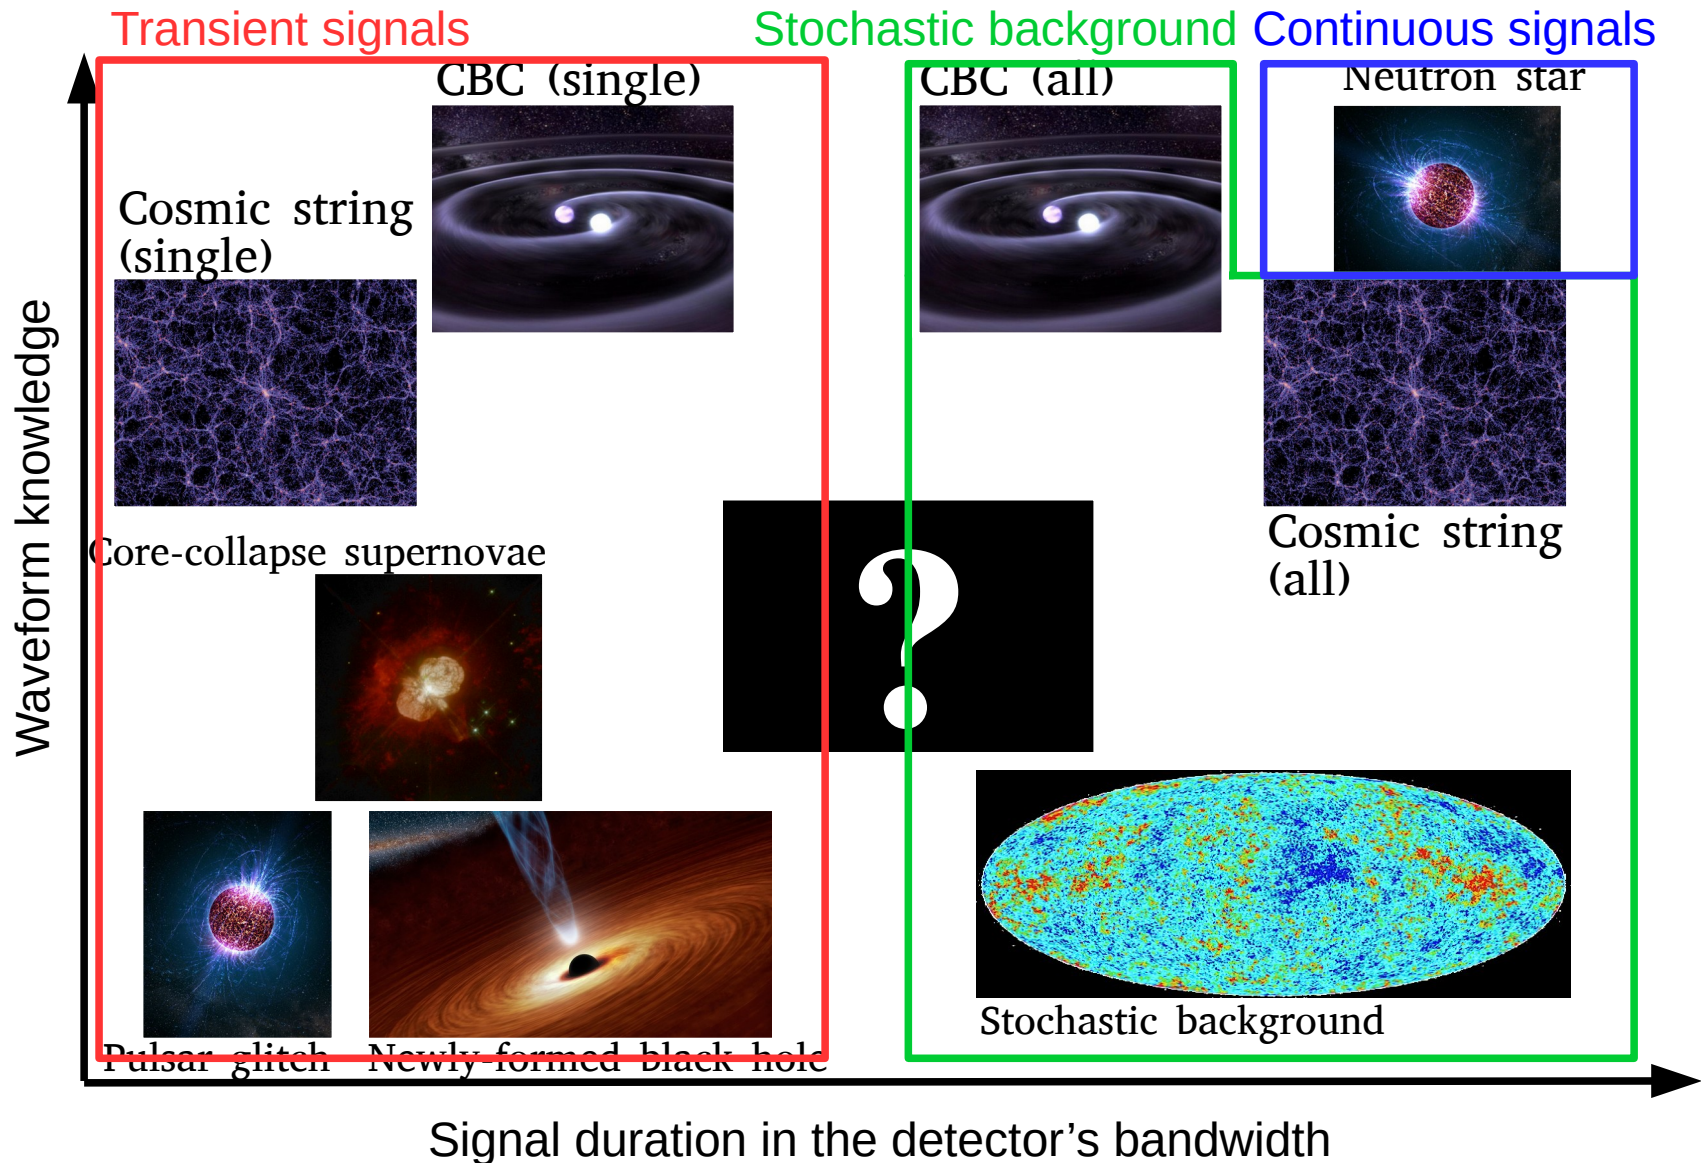 Transient signals
Stochastic background
Continuous signals
CBC (single)
CBC (all)
Neutron star
Cosmic string
(single)
Waveform knowledge
Core-collapse supernovae
?
Cosmic string
(all)
Stochastic background
Pulsar glitch
Newly-formed black hole
Signal duration in the detector's bandwidth